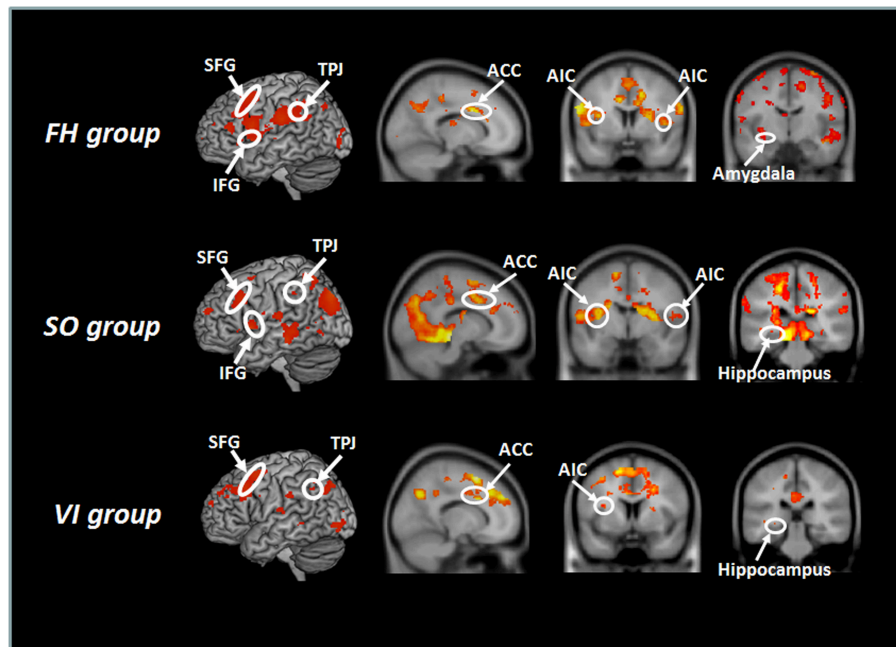 FH group
SFG
TPJ
IFG
ACC
AIC
AIC
Amygdala
SO group
SFG
TPJ
IFG
ACC
AIC
AIC
Hippocampus
VI group
SFG
TPJ
ACC
AIC
Hippocampus